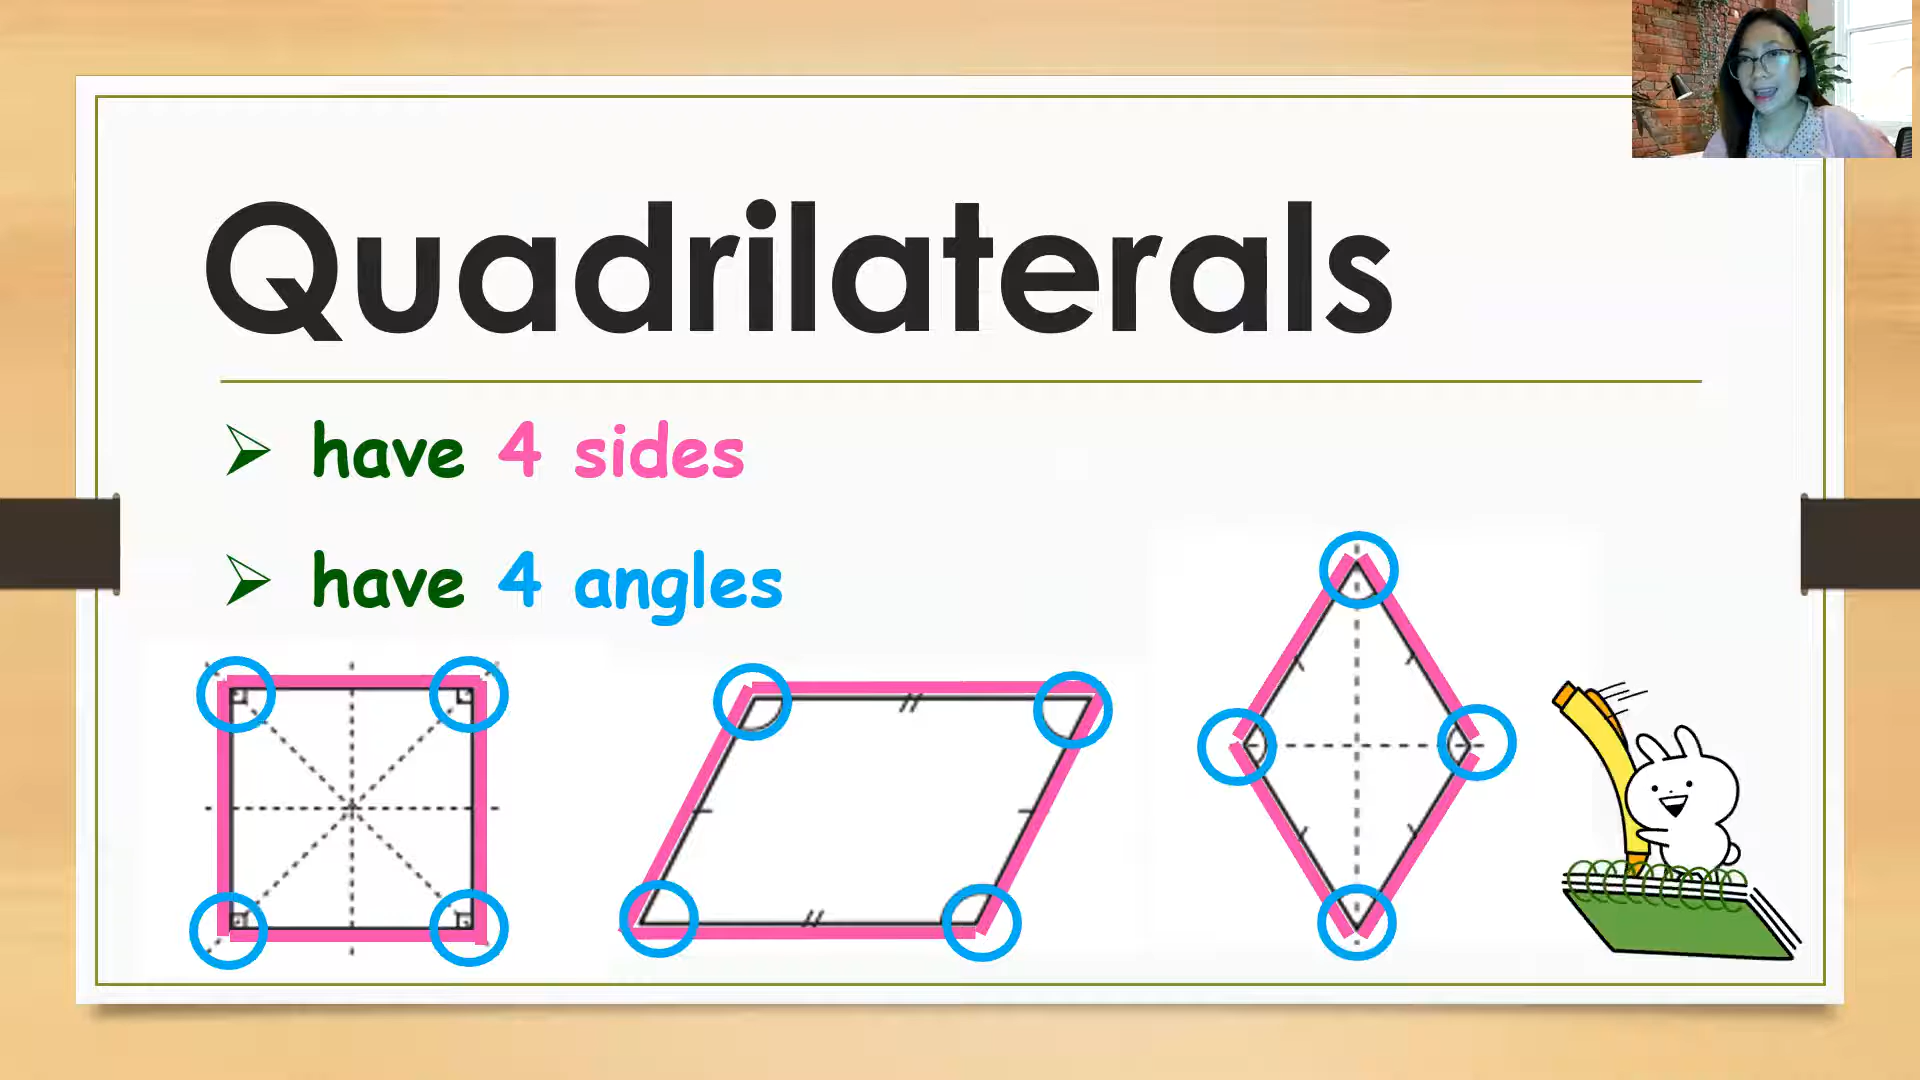 Quadrilaterals
➢ have 4 sides
➢ have 4 angles